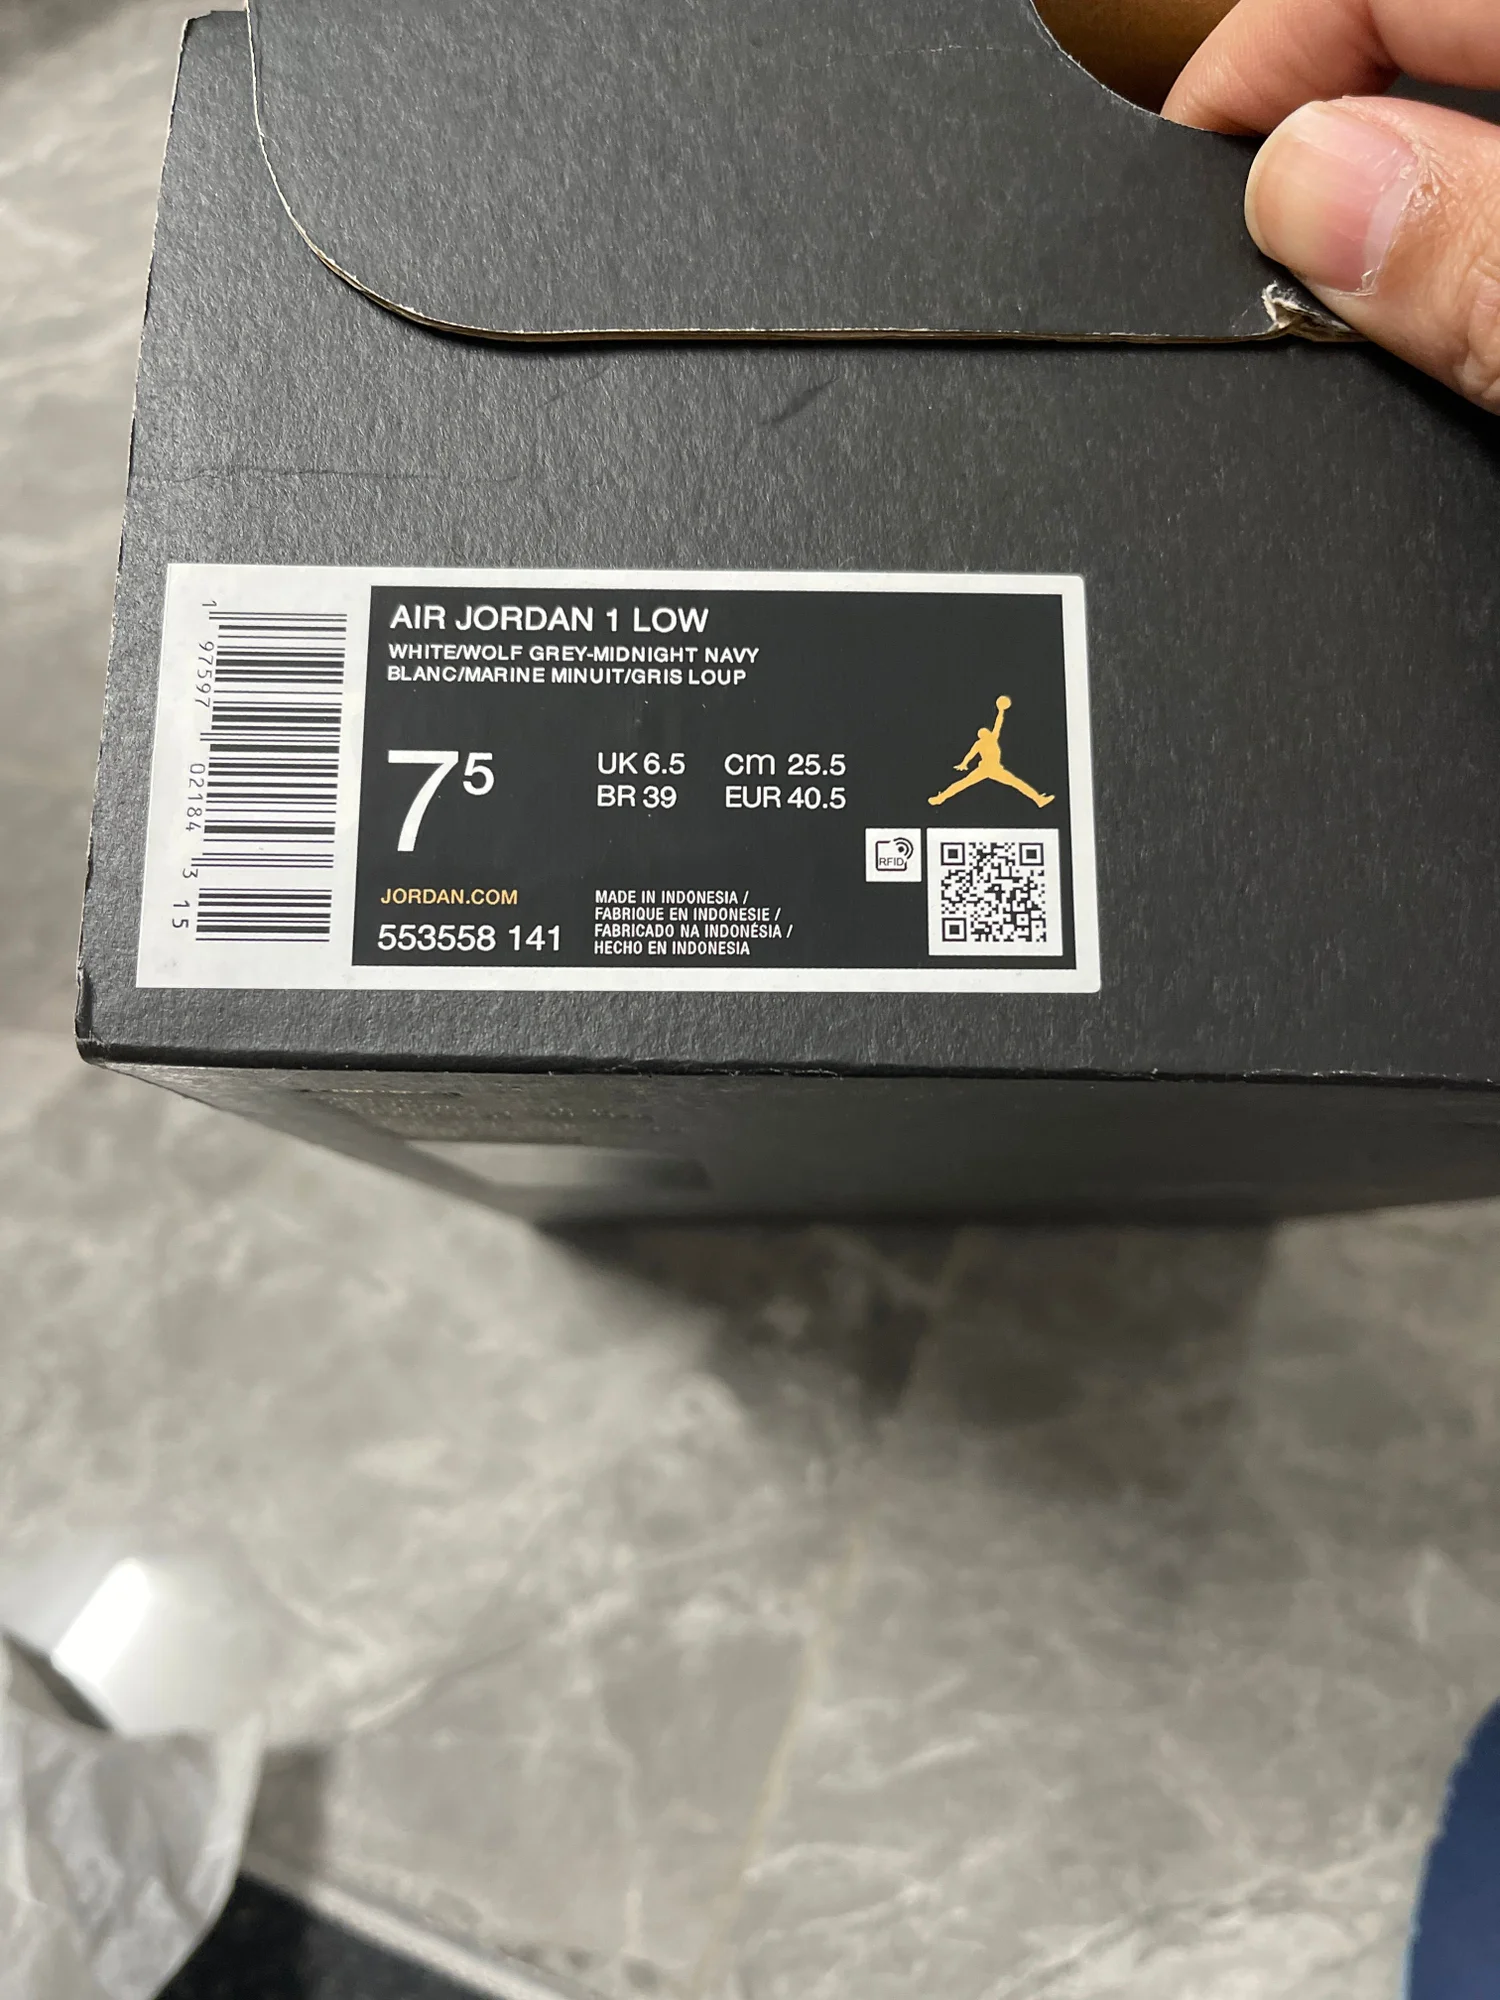 AIR JORDAN 1 LOW
WHITE/WOLF GREY-MIDNIGHT NAVY
BLANC/MARINE MINUIT/GRIS LOUP
7⁵
UK 6.5
cm 25.5
BR 39
EUR 40.5
RFID
JORDAN.COM
553558 141
MADE IN INDONESIA /
FABRIQUE EN INDONESIE /
FABRICADO NA INDONÉSIA /
HECHO EN INDONESIA
1 97597 02184 3 15